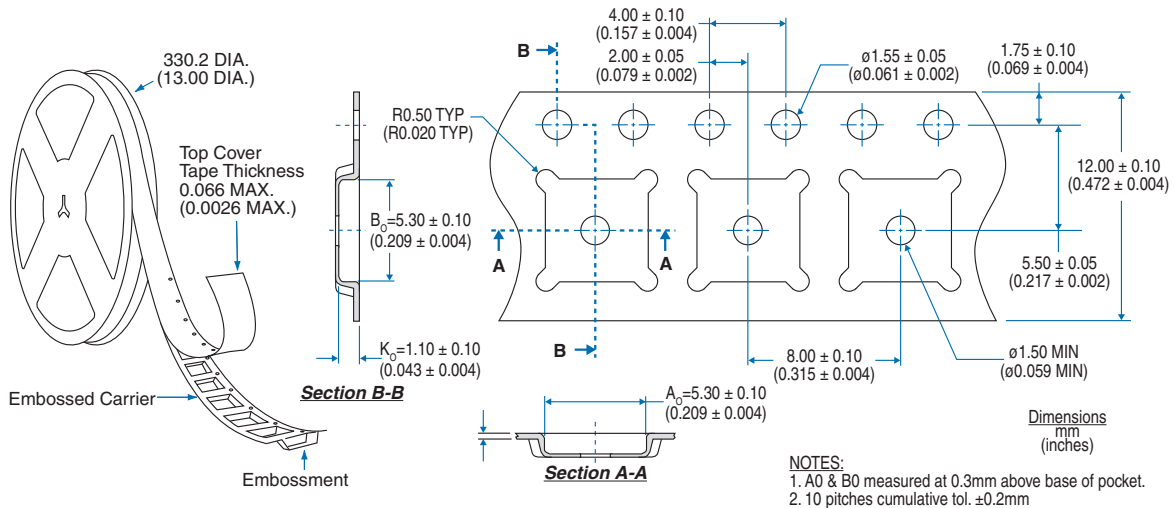 330.2 DIA.
(13.00 DIA.)
Top Cover
Tape Thickness
0.066 MAX.
(0.0026 MAX.)
Embossed Carrier
Embossment
B₀=5.30 ± 0.10
(0.209 ± 0.004)
K₀=1.10 ± 0.10
(0.043 ± 0.004)
Section B-B
B
4.00 ± 0.10
(0.157 ± 0.004)
2.00 ± 0.05
(0.079 ± 0.002)
ø1.55 ± 0.05
(ø0.061 ± 0.002)
1.75 ± 0.10
(0.069 ± 0.004)
R0.50 TYP
(R0.020 TYP)
12.00 ± 0.10
(0.472 ± 0.004)
A
A
5.50 ± 0.05
(0.217 ± 0.002)
B
8.00 ± 0.10
(0.315 ± 0.004)
ø1.50 MIN
(ø0.059 MIN)
A₀=5.30 ± 0.10
(0.209 ± 0.004)
Section A-A
Dimensions
mm
(inches)
NOTES:
1. A0 & B0 measured at 0.3mm above base of pocket.
2. 10 pitches cumulative tol. ±0.2mm